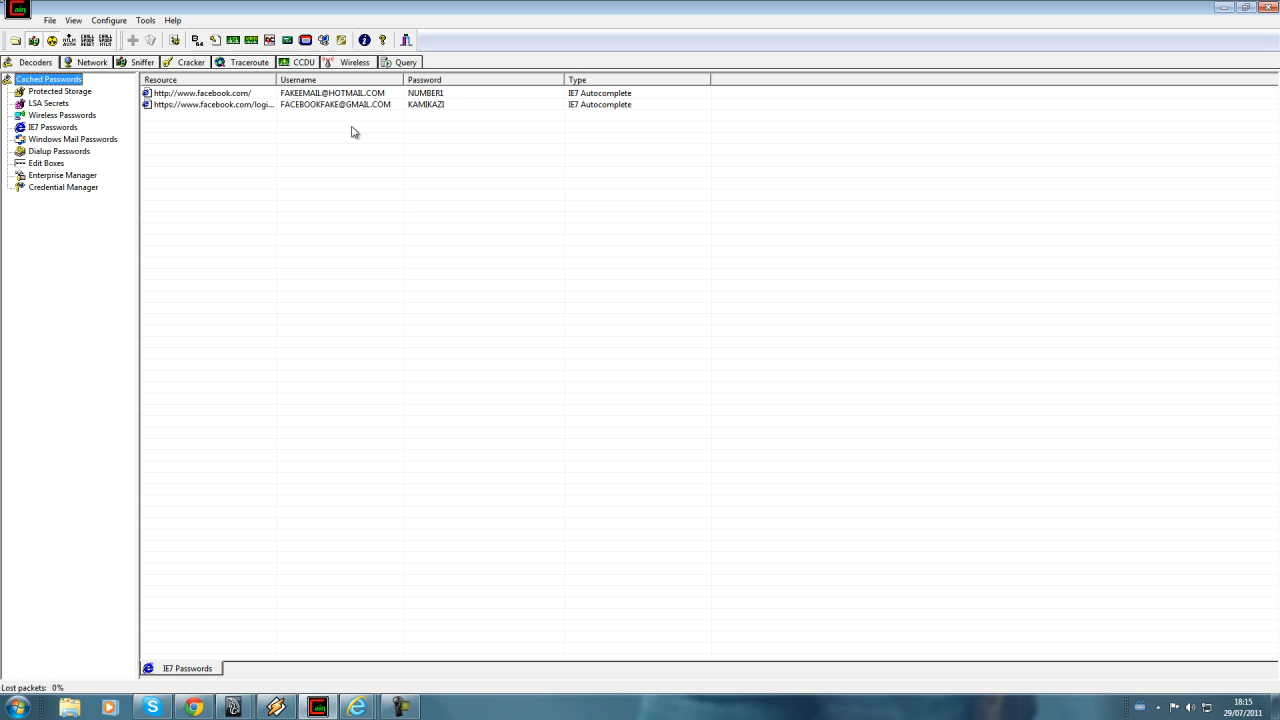 Cain
File View Configure Tools Help
Decoders Network Sniffer Cracker Traceroute CCDU Wireless Query
Cached Passwords
Protected Storage
LSA Secrets
Wireless Passwords
IE7 Passwords
Windows Mail Passwords
Dialup Passwords
Edit Boxes
Enterprise Manager
Credential Manager
Resource Username Password Type
http://www.facebook.com/ FAKEEMAIL@HOTMAIL.COM NUMBER1 IE7 Autocomplete
https://www.facebook.com/logi... FACEBOOKFAKE@GMAIL.COM KAMIKAZI IE7 Autocomplete
IE7 Passwords
Lost packets: 0%
18:15
29/07/2011